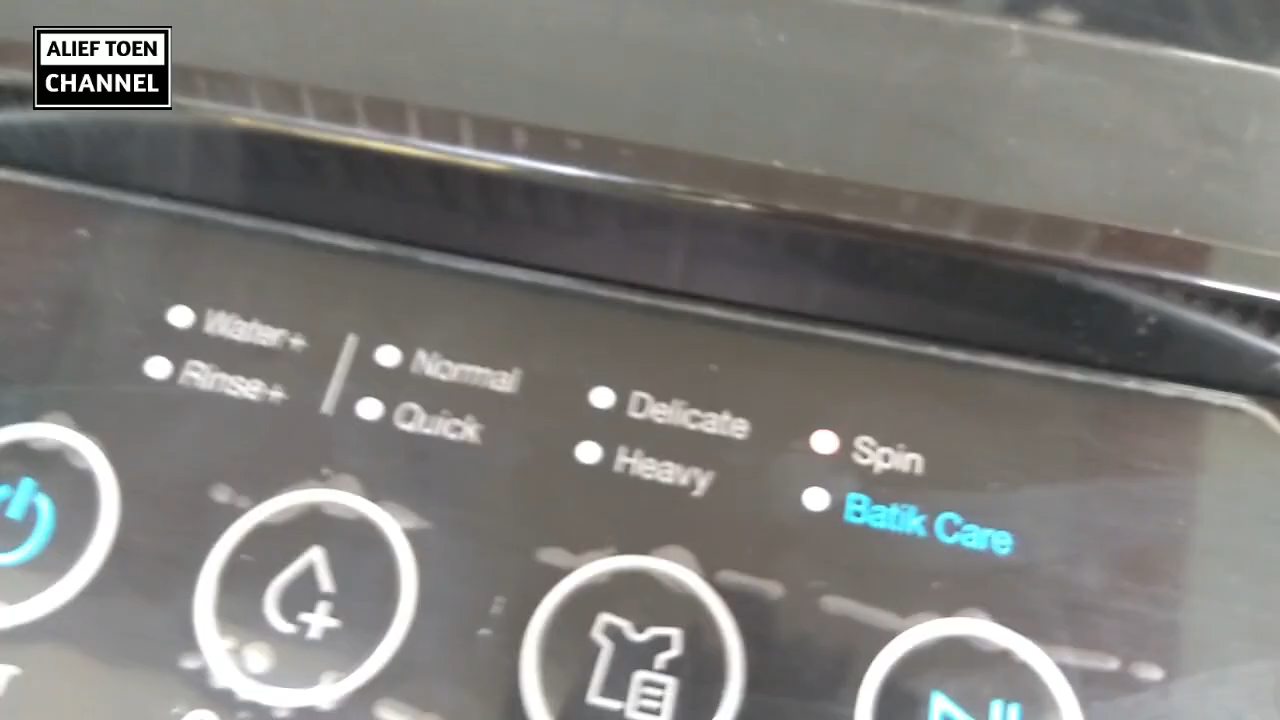 ALIEF TOEN
CHANNEL
Water+
Rinse+
Normal
Quick
Delicate
Heavy
Spin
Batik Care